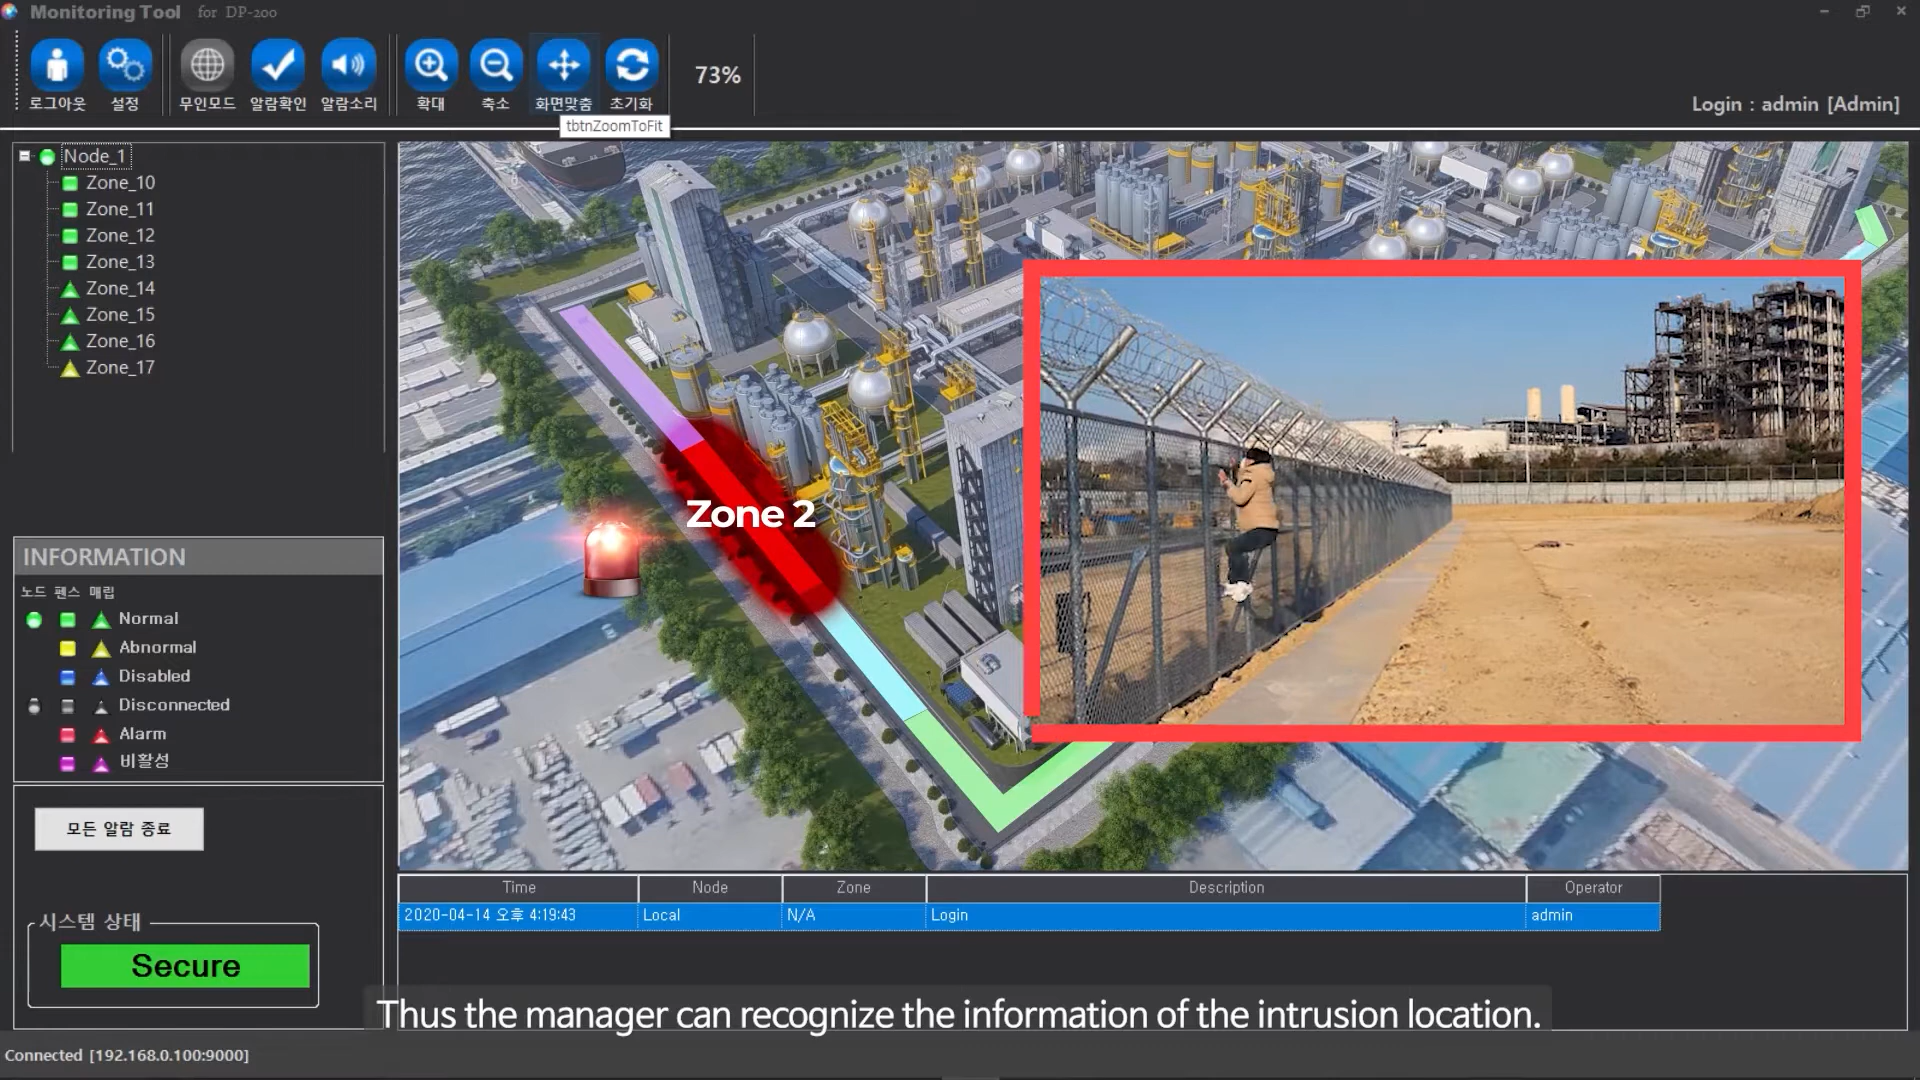 Monitoring Tool for DP-200
로그아웃 설정 무인모드 알람확인 알람소리 확대 축소 화면맞춤 초기화
73%
tbtnZoomToFit
Login : admin [Admin]
Node_1
Zone_10
Zone_11
Zone_12
Zone_13
Zone_14
Zone_15
Zone_16
Zone_17
Zone 2
INFORMATION
노드 펜스 매립
Normal
Abnormal
Disabled
Disconnected
Alarm
비활성
모든 알람 종료
시스템 상태
Secure
Time Node Zone Description Operator
2020-04-14 오후 4:19:43 Local N/A Login admin
Thus the manager can recognize the information of the intrusion location.
Connected [192.168.0.100:9000]